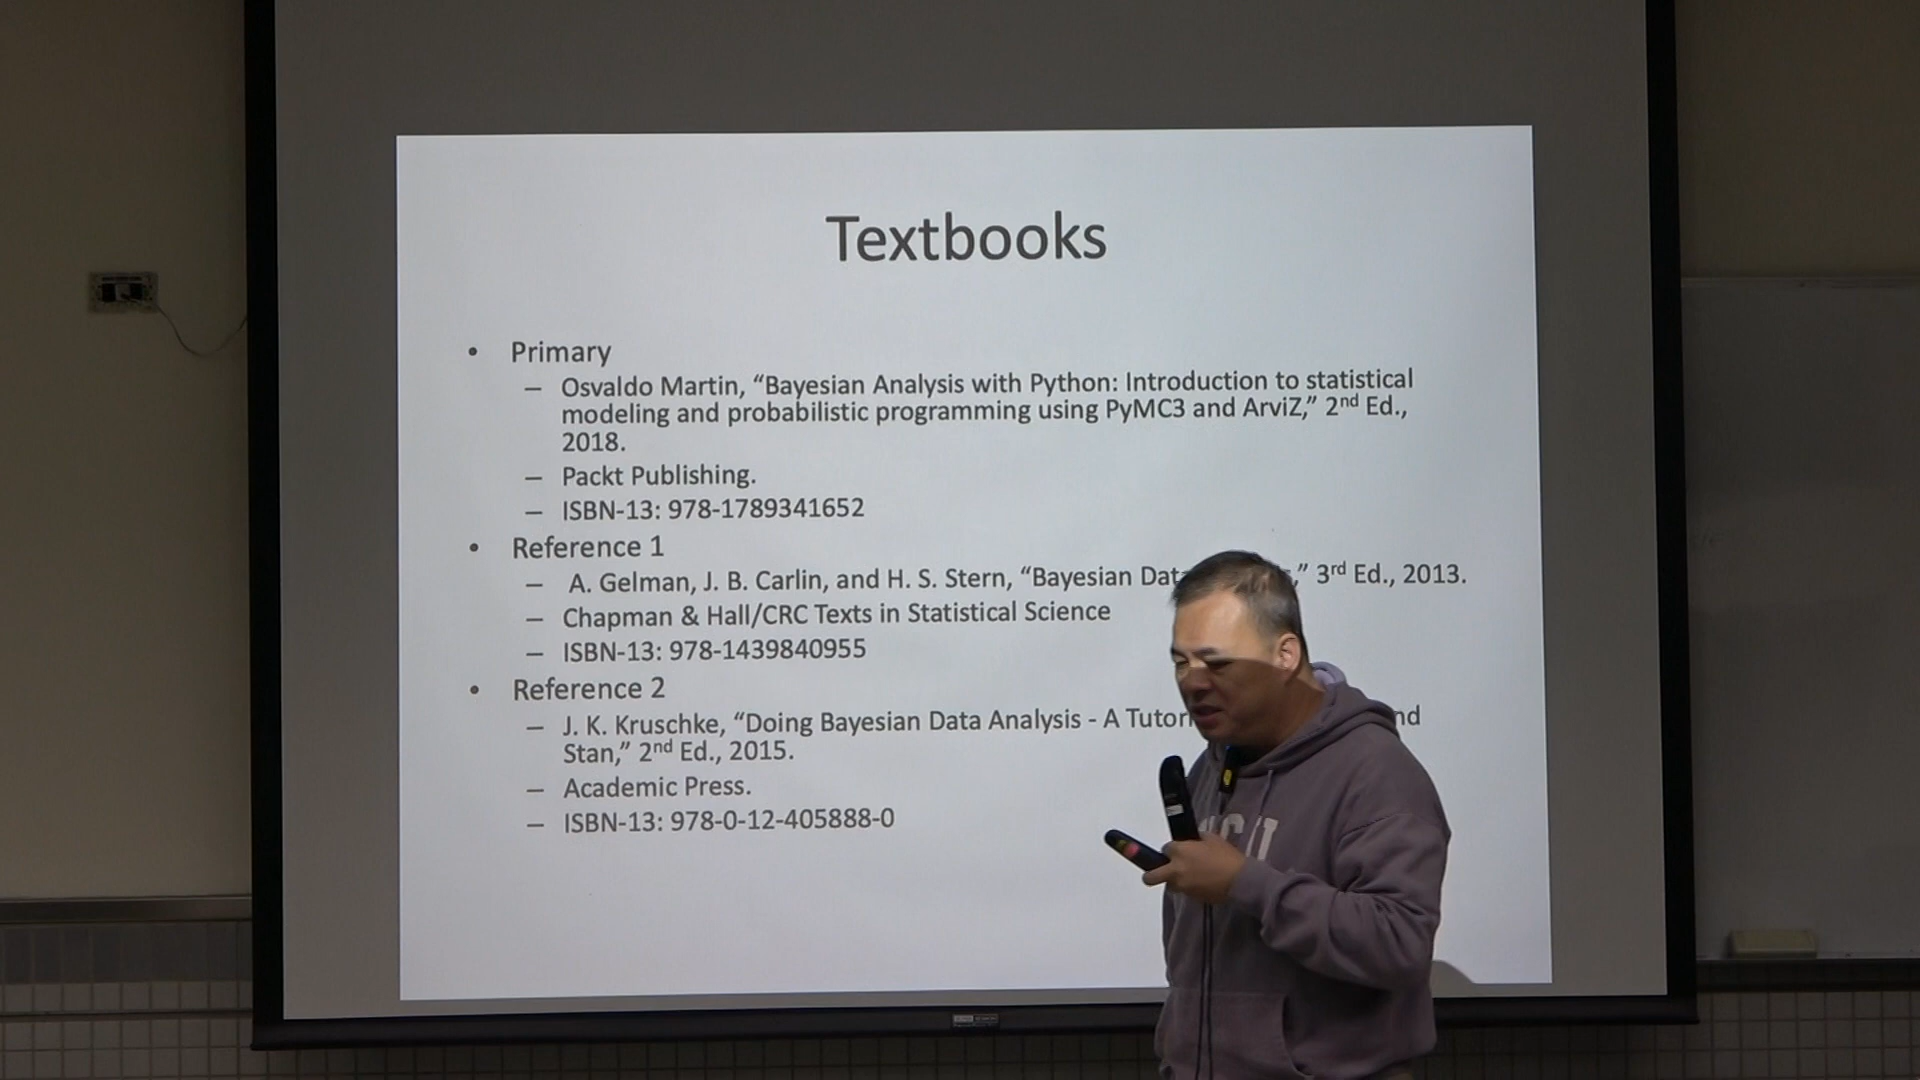 Textbooks
• Primary
– Osvaldo Martin, “Bayesian Analysis with Python: Introduction to statistical
modeling and probabilistic programming using PyMC3 and ArviZ,” 2nd Ed.,
2018.
– Packt Publishing.
– ISBN-13: 978-1789341652
• Reference 1
– A. Gelman, J. B. Carlin, and H. S. Stern, “Bayesian ,” 3rd Ed., 2013.
– Chapman & Hall/CRC Texts in Statistical Science
– ISBN-13: 978-1439840955
• Reference 2
– J. K. Kruschke, “Doing Bayesian Data Analysis - A
Stan,” 2nd Ed., 2015.
– Academic Press.
– ISBN-13: 978-0-12-405888-0